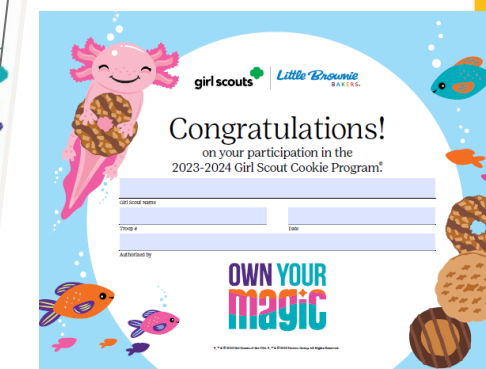 girl scouts Little Brownie
BAKERS®
Congratulations!
on your participation in the
2023-2024 Girl Scout Cookie Program®
Girl Scout Name
Troop # Date
Authorized by
OWN YOUR
magic